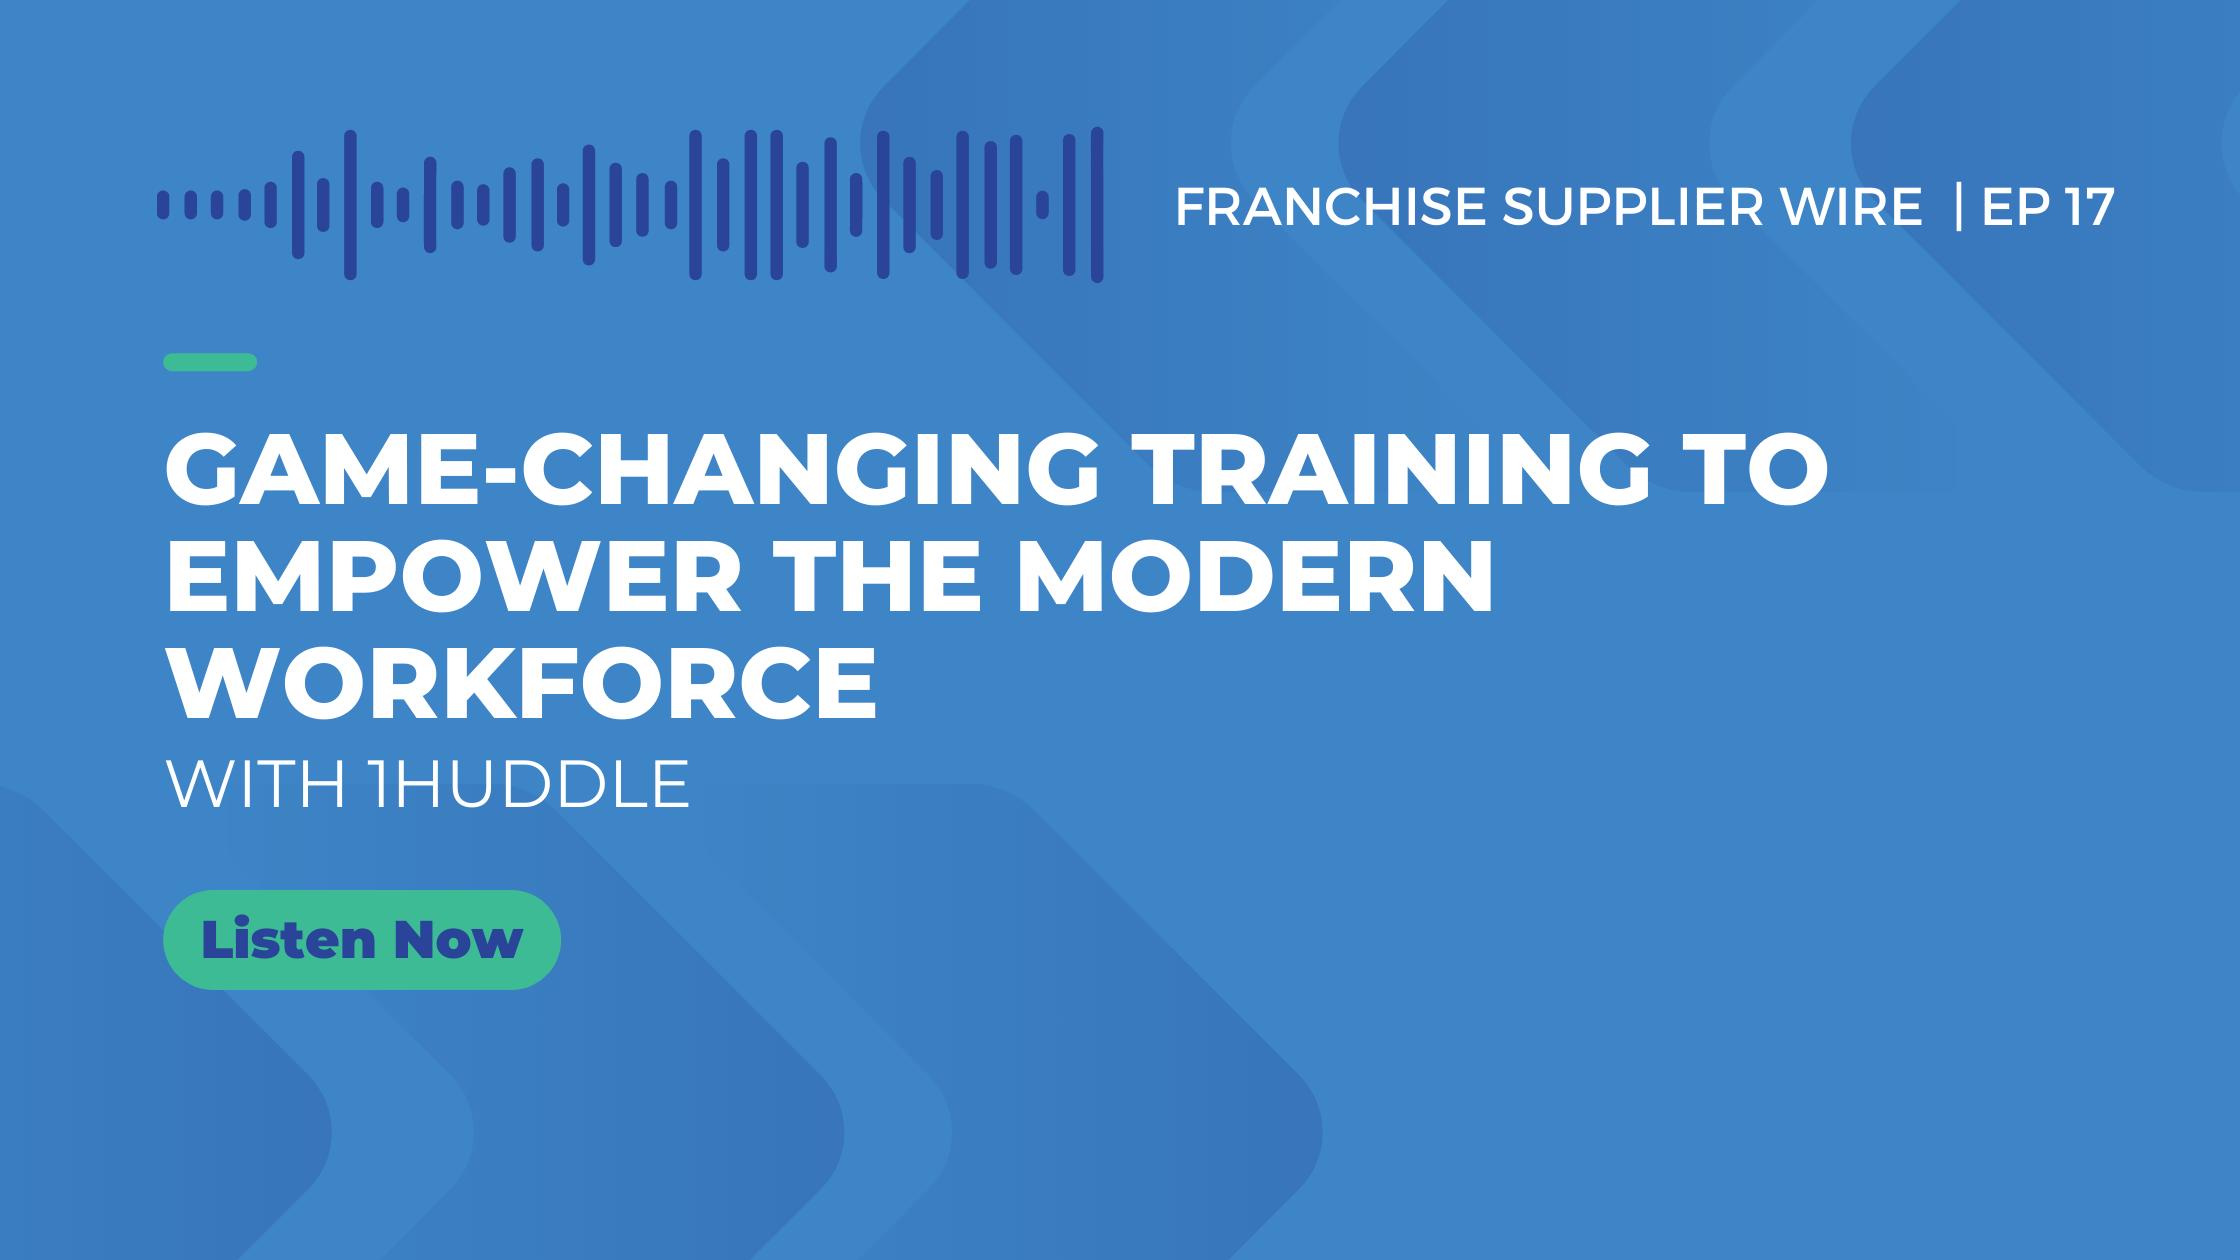 FRANCHISE SUPPLIER WIRE | EP 17
GAME-CHANGING TRAINING TO
EMPOWER THE MODERN
WORKFORCE
WITH 1HUDDLE
Listen Now